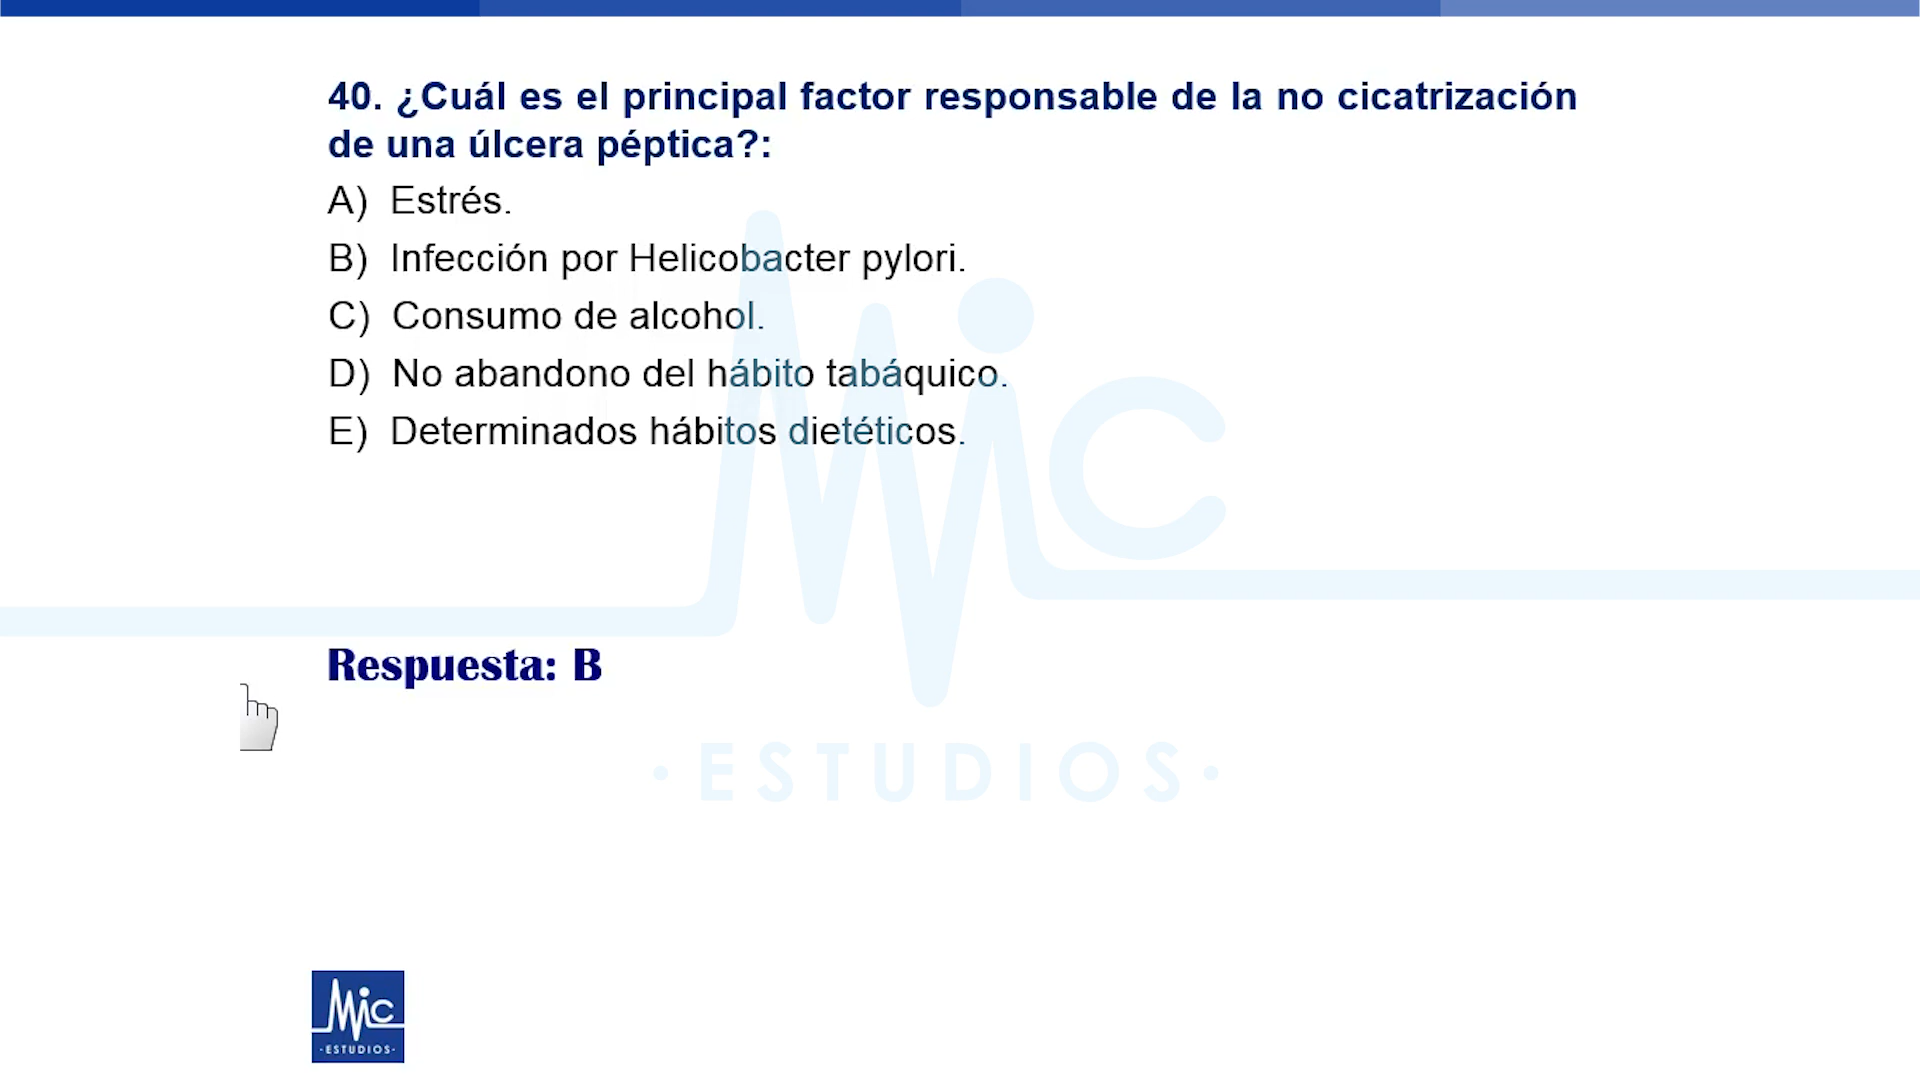 40. ¿Cuál es el principal factor responsable de la no cicatrización
de una úlcera péptica?:
A) Estrés.
B) Infección por Helicobacter pylori.
C) Consumo de alcohol.
D) No abandono del hábito tabáquico.
E) Determinados hábitos dietéticos.
MiC
Respuesta: B
· ESTUDIOS ·
MiC
· ESTUDIOS ·